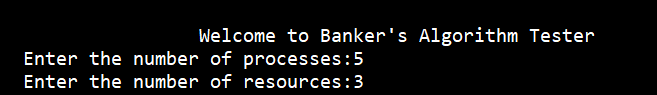 Welcome to Banker's Algorithm Tester
Enter the number of processes:5
Enter the number of resources:3